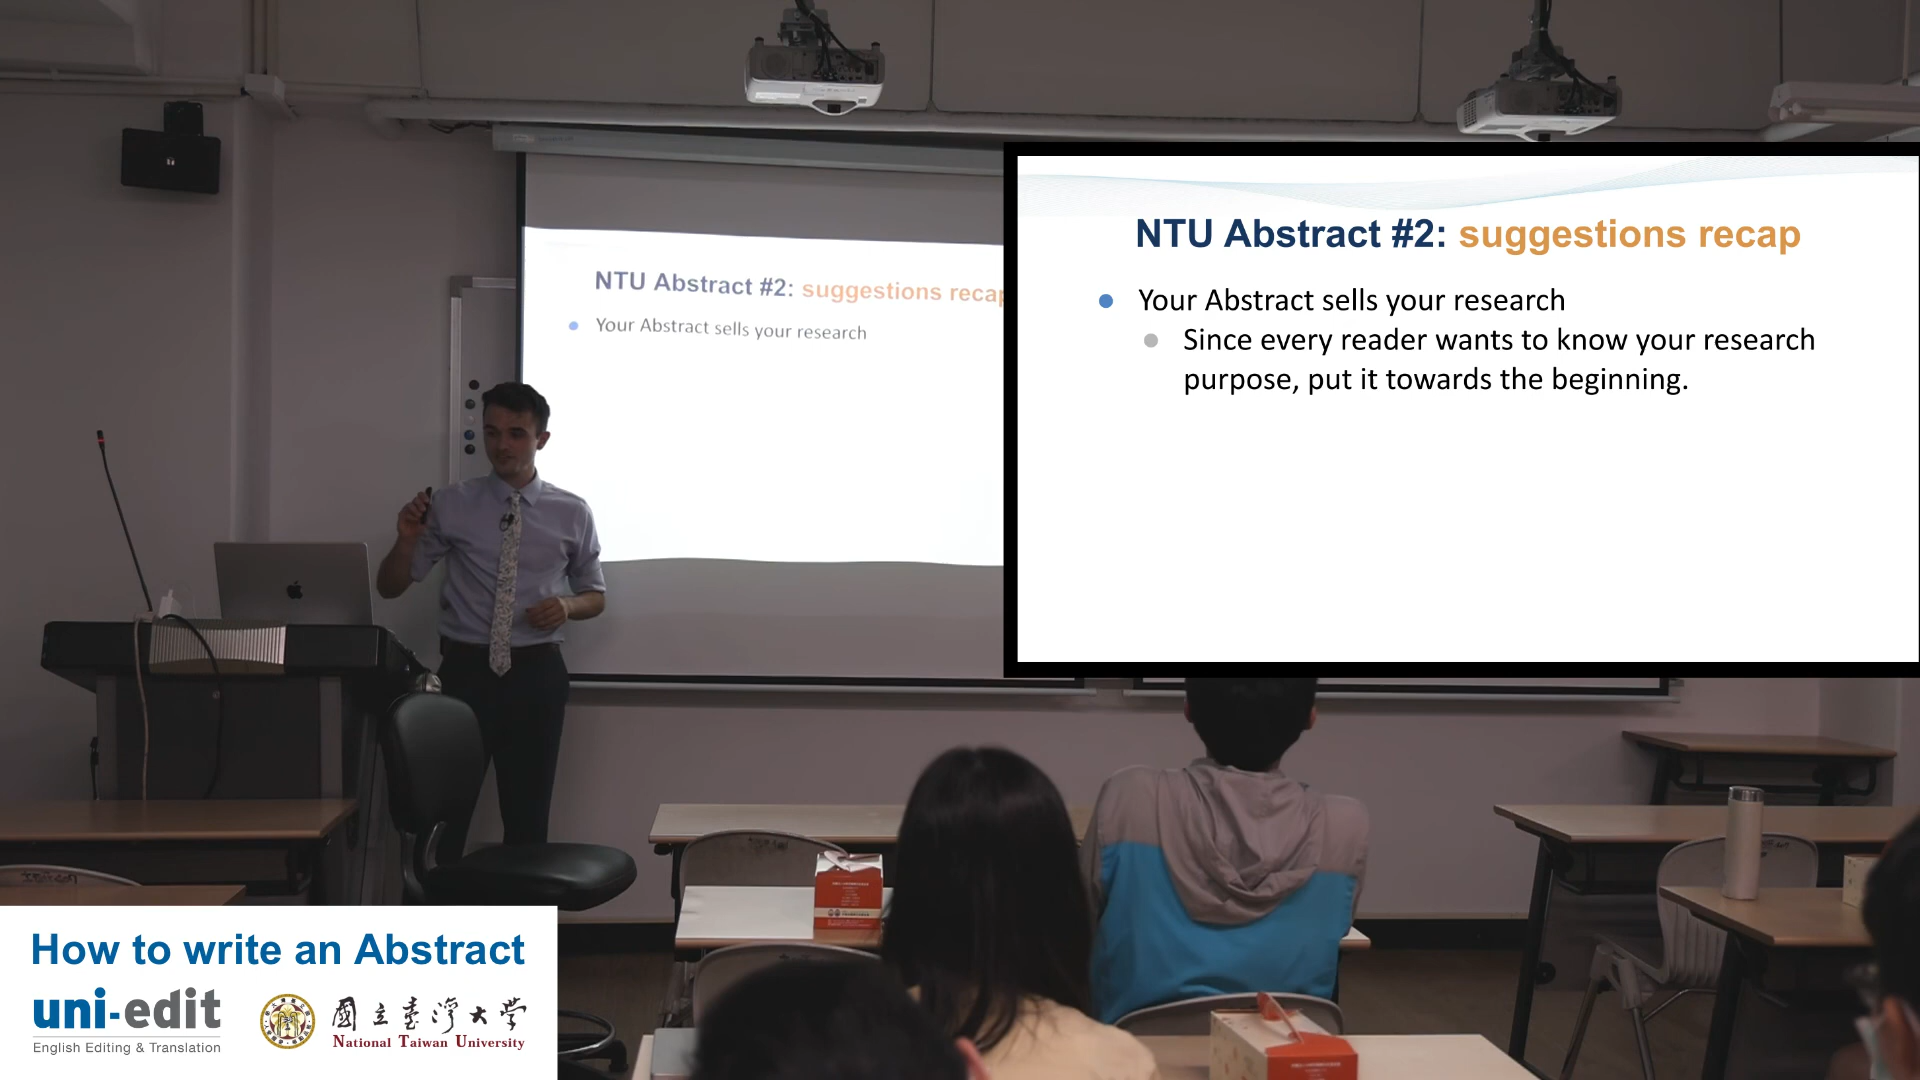 NTU Abstract #2: suggestions recap
Your Abstract sells your research
NTU Abstract #2: suggestions recap
Your Abstract sells your research
Since every reader wants to know your research
purpose, put it towards the beginning.
How to write an Abstract
uni-edit
English Editing & Translation
國立臺灣大學
National Taiwan University